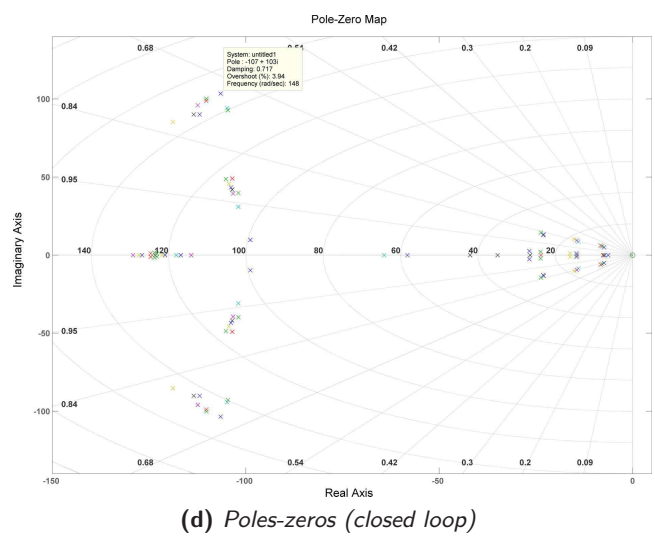 Pole-Zero Map
0.68 0.54 0.42 0.3 0.2 0.09
System: untitled1
Pole : -107 + 103i
Damping: 0.717
Overshoot (%): 3.94
Frequency (rad/sec): 148
100
0.84
50
0.95
Imaginary Axis
0
140 120 100 80 60 40 20
-50
0.95
-100
0.84
0.68 0.54 0.42 0.3 0.2 0.09
-150 -100 -50 0
Real Axis
(d) Poles-zeros (closed loop)